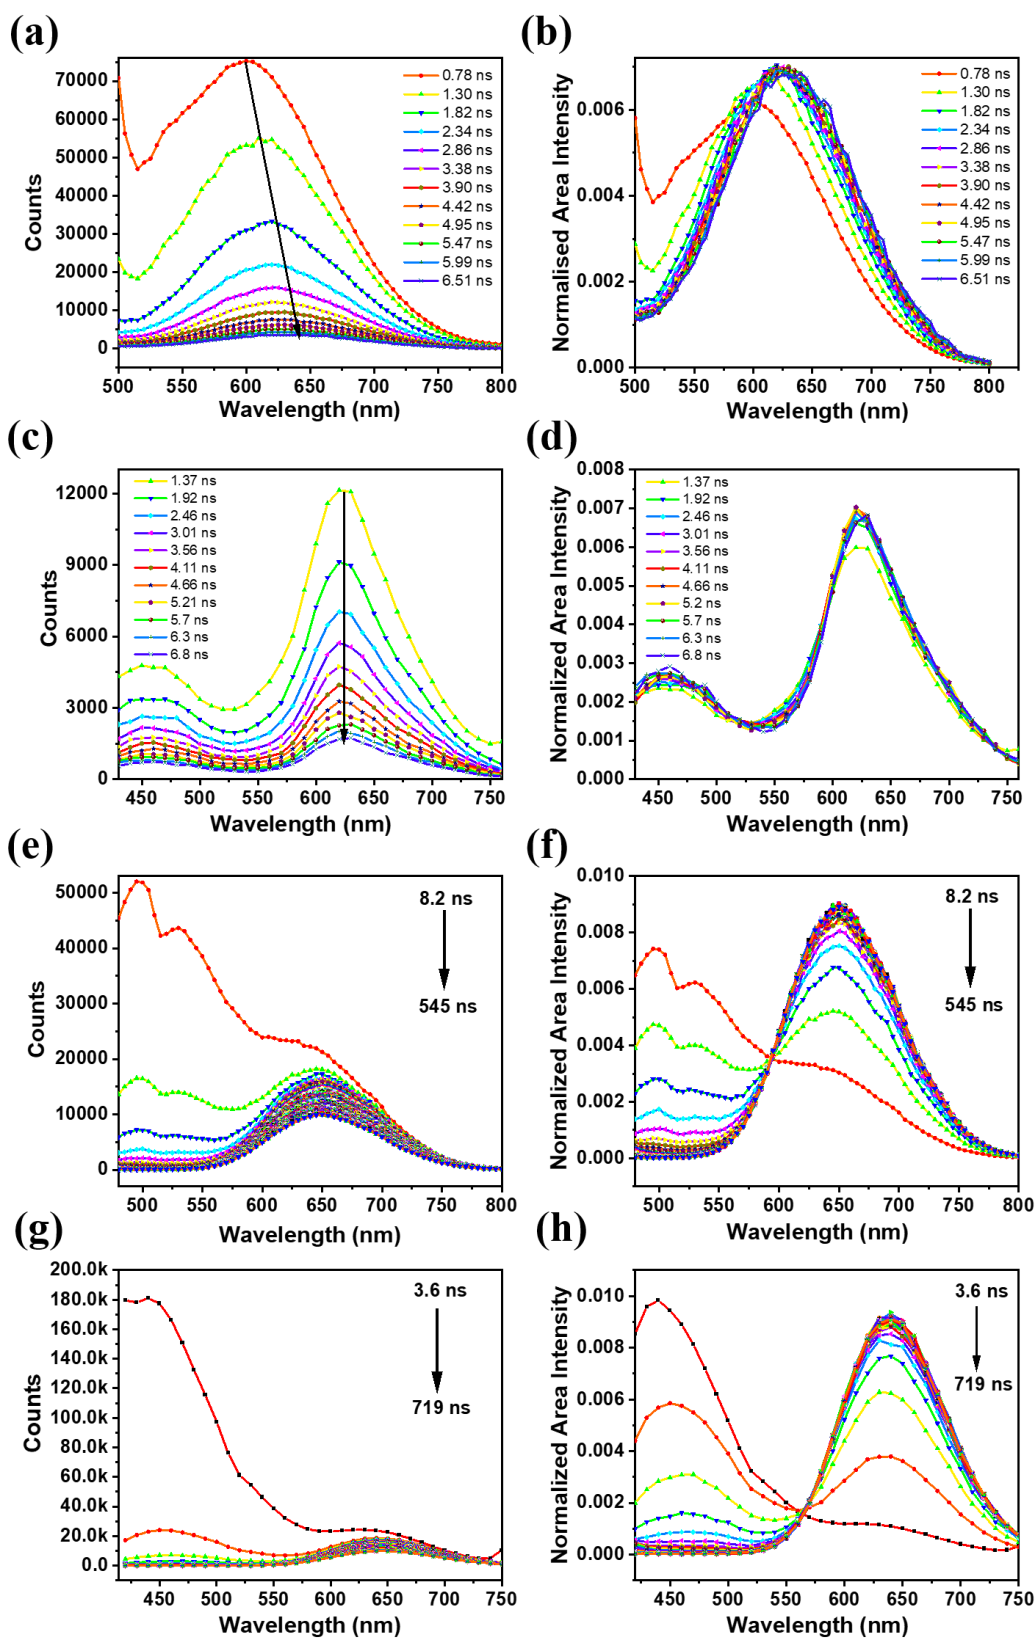 (a)
Counts
75000
70000
60000
50000
40000
30000
20000
10000
0
500 550 600 650 700 750 800
Wavelength (nm)
0.78 ns
1.30 ns
1.82 ns
2.34 ns
2.86 ns
3.38 ns
3.90 ns
4.42 ns
4.95 ns
5.47 ns
5.99 ns
6.51 ns
(b)
Normalised Area Intensity
0.006
0.004
0.002
0.000
500 550 600 650 700 750 800
Wavelength (nm)
0.78 ns
1.30 ns
1.82 ns
2.34 ns
2.86 ns
3.38 ns
3.90 ns
4.42 ns
4.95 ns
5.47 ns
5.99 ns
6.51 ns
(c)
Counts
12000
9000
6000
3000
0
450 500 550 600 650 700 750
Wavelength (nm)
1.37 ns
1.92 ns
2.46 ns
3.01 ns
3.56 ns
4.11 ns
4.66 ns
5.21 ns
5.7 ns
6.3 ns
6.8 ns
(d)
Normalized Area Intensity
0.008
0.007
0.006
0.005
0.004
0.003
0.002
0.001
0.000
450 500 550 600 650 700 750
Wavelength (nm)
1.37 ns
1.92 ns
2.46 ns
3.01 ns
3.56 ns
4.11 ns
4.66 ns
5.2 ns
5.7 ns
6.3 ns
6.8 ns
(e)
Counts
50000
40000
30000
20000
10000
0
500 550 600 650 700 750 800
Wavelength (nm)
8.2 ns
545 ns
(f)
Normalized Area Intensity
0.010
0.008
0.006
0.004
0.002
0.000
500 550 600 650 700 750 800
Wavelength (nm)
8.2 ns
545 ns
(g)
Counts
200.0k
180.0k
160.0k
140.0k
120.0k
100.0k
80.0k
60.0k
40.0k
20.0k
0.0
450 500 550 600 650 700 750
Wavelength (nm)
3.6 ns
719 ns
(h)
Normalized Area Intensity
0.010
0.008
0.006
0.004
0.002
0.000
450 500 550 600 650 700 750
Wavelength (nm)
3.6 ns
719 ns